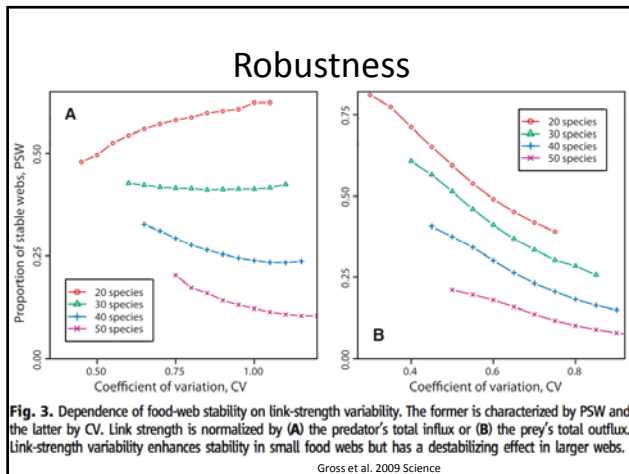 Robustness
A
Proportion of stable webs, PSW
0.50
0.25
0.00
20 species
30 species
40 species
50 species
0.50
0.75
1.00
Coefficient of variation, CV
0.75
0.50
0.25
0.00
20 species
30 species
40 species
50 species
B
0.4
0.6
0.8
Coefficient of variation, CV
Fig. 3. Dependence of food-web stability on link-strength variability. The former is characterized by PSW and
the latter by CV. Link strength is normalized by (A) the predator's total influx or (B) the prey's total outflux.
Link-strength variability enhances stability in small food webs but has a destabilizing effect in larger webs.
Gross et al. 2009 Science